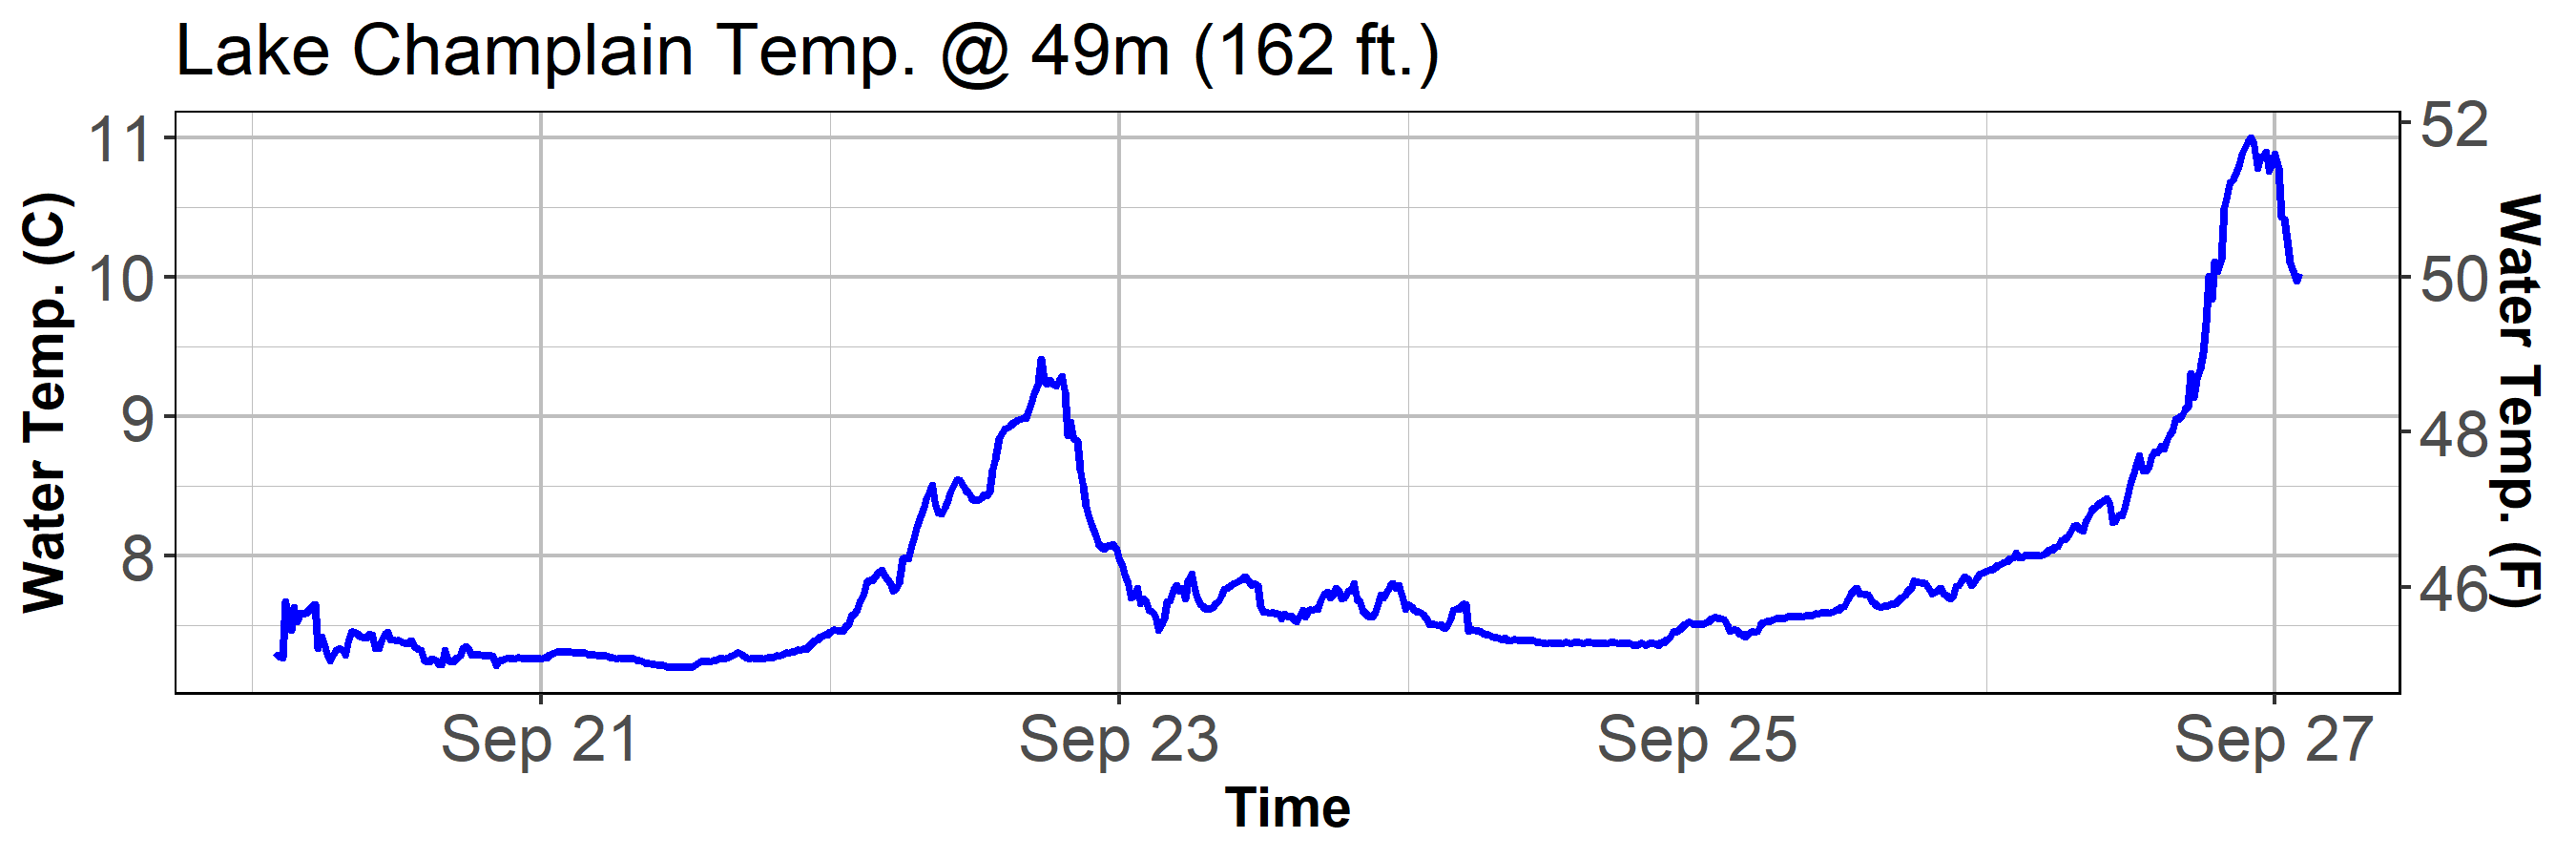 Lake Champlain Temp. @ 49m (162 ft.)
Water Temp. (C)
11
10
9
8
52
50
48
46
Water Temp. (F)
Sep 21
Sep 23
Sep 25
Sep 27
Time